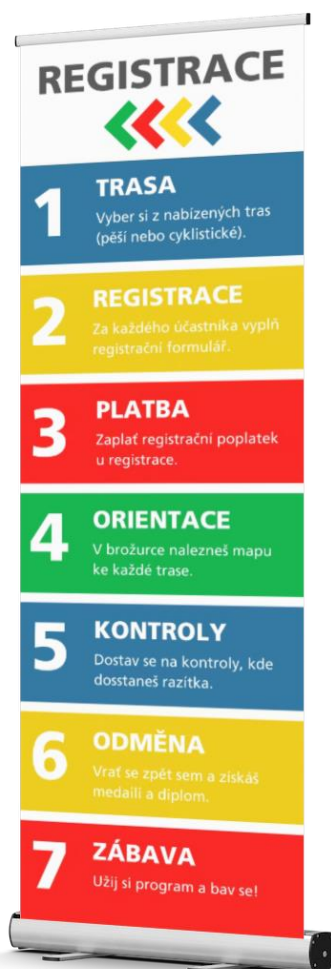 REGISTRACE
1
TRASA
Vyber si z nabízených tras
(pěší nebo cyklistické).
2
REGISTRACE
Za každého účastníka vyplň
registrační formulář.
3
PLATBA
Zaplať registrační poplatek
u registrace.
4
ORIENTACE
V brožurce nalezneš mapu
ke každé trase.
5
KONTROLY
Dostav se na kontroly, kde
dosstaneš razítka.
6
ODMĚNA
Vrať se zpět sem a získáš
medaili a diplom.
7
ZÁBAVA
Užij si program a bav se!